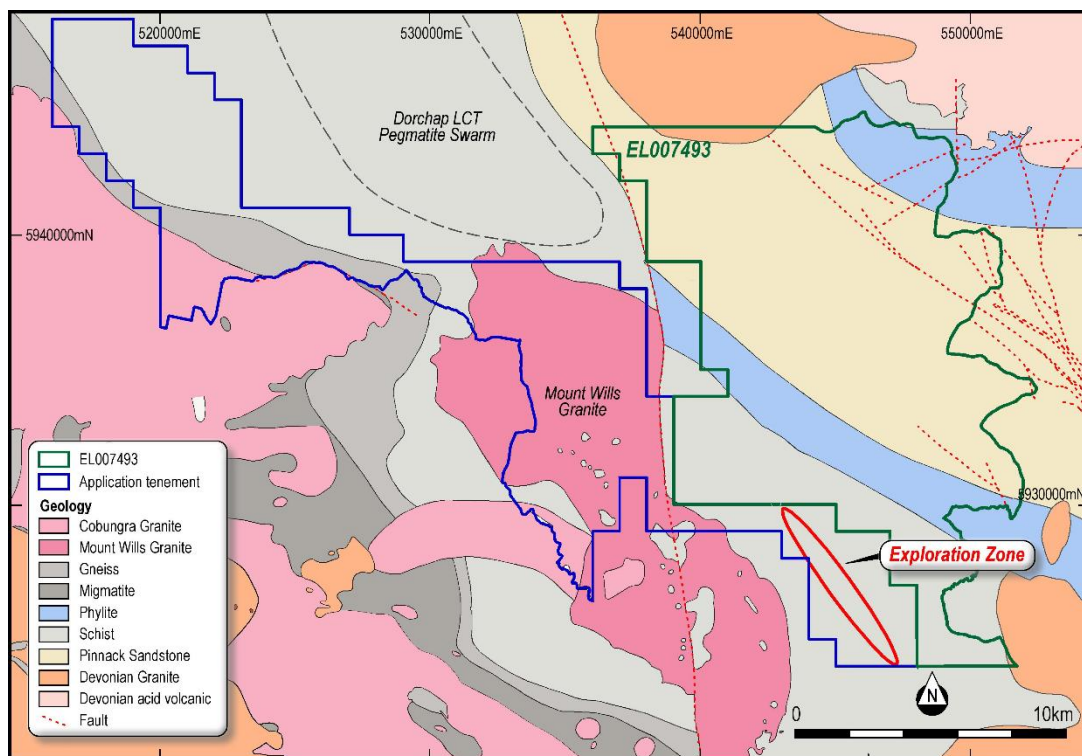 520000mE
530000mE
540000mE
550000mE
Dorchap LCT
Pegmatite Swarm
EL007493
5940000mN
Mount Wills
Granite
5930000mN
Exploration Zone
EL007493
Application tenement
Geology
Cobungra Granite
Mount Wills Granite
Gneiss
Migmatite
Phylite
Schist
Pinnack Sandstone
Devonian Granite
Devonian acid volcanic
Fault
N
0
10km